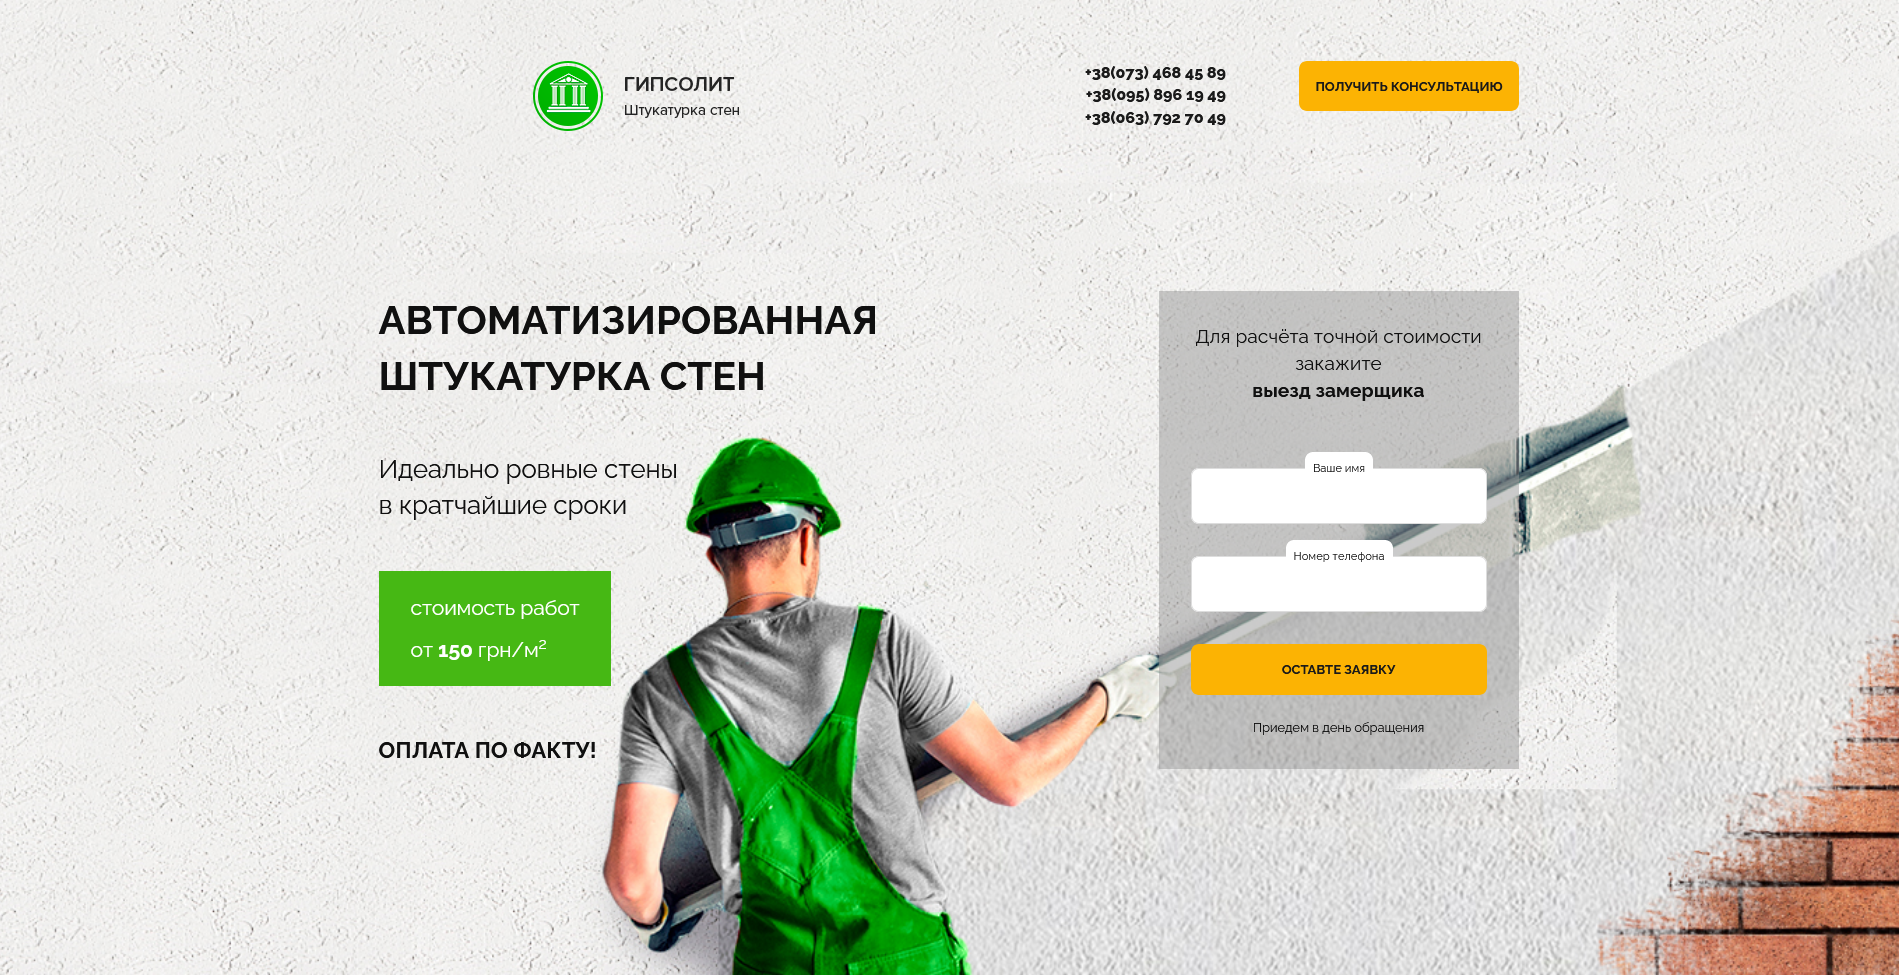 ГИПСОЛИТ
Штукатурка стен
+38(073) 468 45 89
+38(095) 896 19 49
+38(063) 792 70 49
ПОЛУЧИТЬ КОНСУЛЬТАЦИЮ
АВТОМАТИЗИРОВАННАЯ
ШТУКАТУРКА СТЕН
Идеально ровные стены
в кратчайшие сроки
стоимость работ
от 150 грн/м²
ОПЛАТА ПО ФАКТУ!
Для расчёта точной стоимости
закажите
выезд замерщика
Ваше имя
Номер телефона
ОСТАВТЕ ЗАЯВКУ
Приедем в день обращения